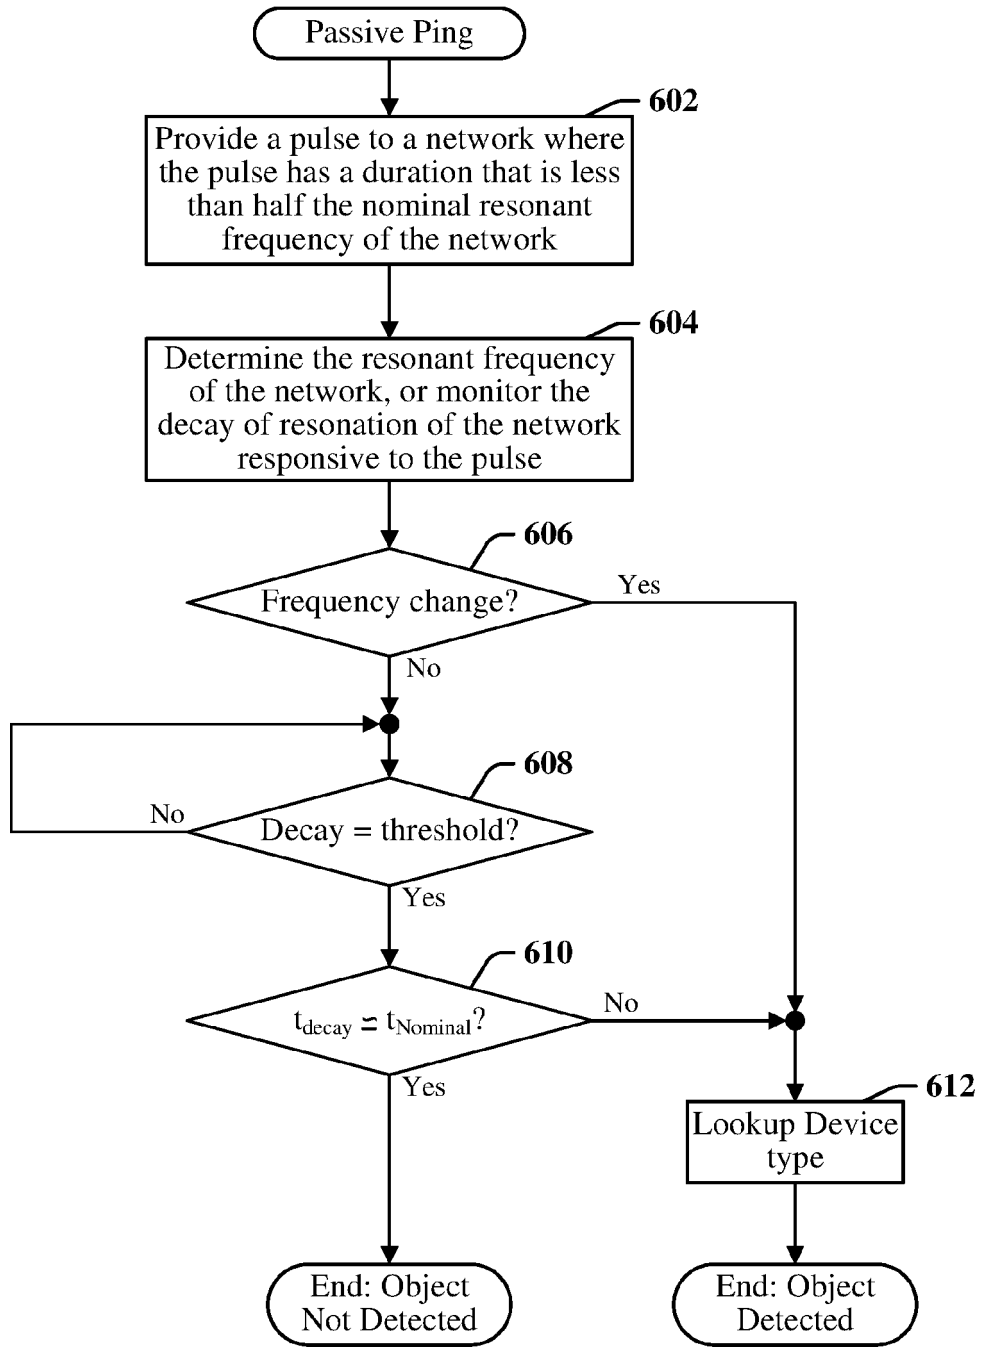 Passive Ping
602
Provide a pulse to a network where
the pulse has a duration that is less
than half the nominal resonant
frequency of the network
604
Determine the resonant frequency
of the network, or monitor the
decay of resonation of the network
responsive to the pulse
606
Frequency change?
Yes
No
608
Decay = threshold?
No
Yes
610
tdecay ≃ tNominal?
No
Yes
612
Lookup Device
type
End: Object
Not Detected
End: Object
Detected